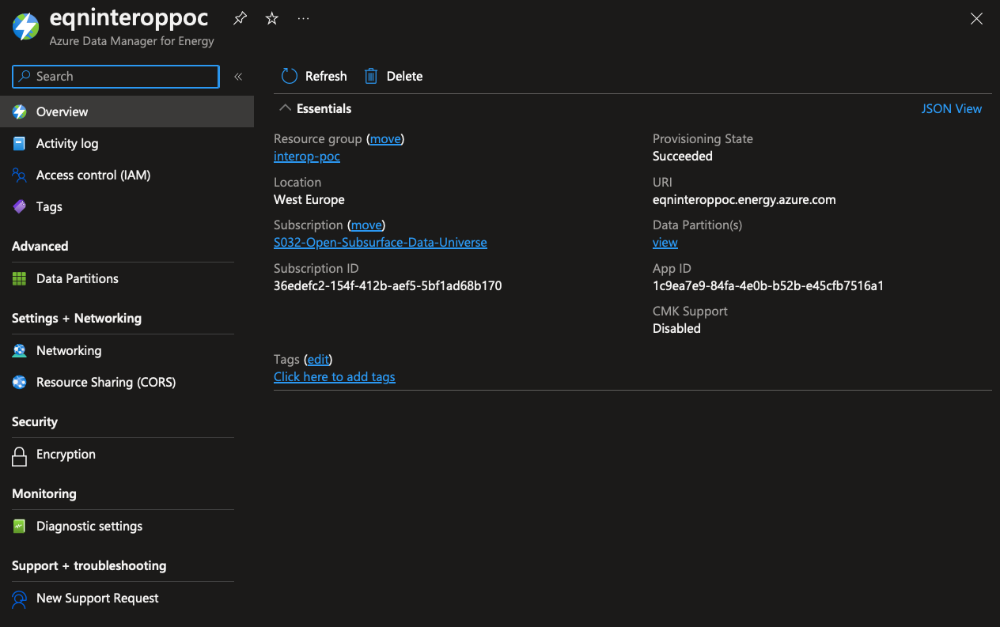 eqninteroppoc
Azure Data Manager for Energy
Search
Overview
Activity log
Access control (IAM)
Tags
Advanced
Data Partitions
Settings + Networking
Networking
Resource Sharing (CORS)
Security
Encryption
Monitoring
Diagnostic settings
Support + troubleshooting
New Support Request
Refresh
Delete
Essentials
JSON View
Resource group (move)
interop-poc
Location
West Europe
Subscription (move)
S032-Open-Subsurface-Data-Universe
Subscription ID
36edefc2-154f-412b-aef5-5bf1ad68b170
Provisioning State
Succeeded
URI
eqninteroppoc.energy.azure.com
Data Partition(s)
view
App ID
1c9ea7e9-84fa-4e0b-b52b-e45cfb7516a1
CMK Support
Disabled
Tags (edit)
Click here to add tags